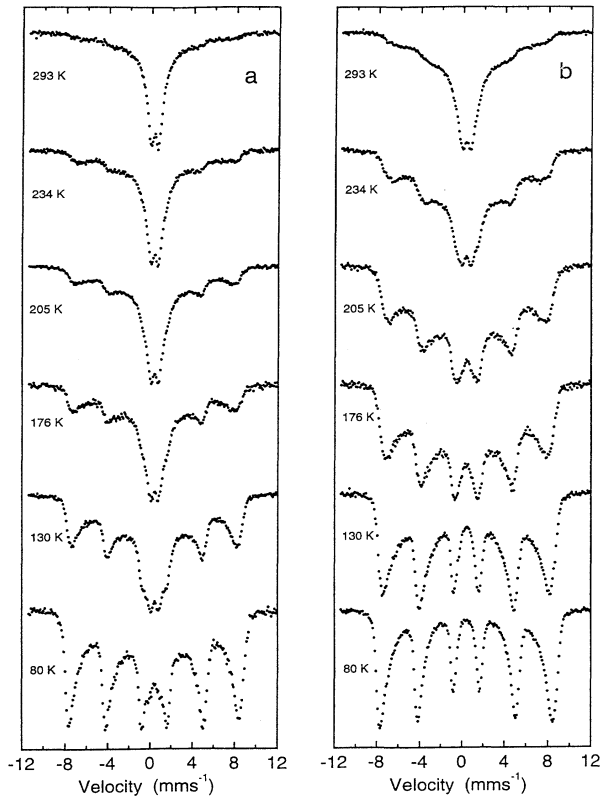 a
293 K
234 K
205 K
176 K
130 K
80 K
-12 -8 -4 0 4 8 12
Velocity (mms⁻¹)
b
293 K
234 K
205 K
176 K
130 K
80 K
-12 -8 -4 0 4 8 12
Velocity (mms⁻¹)